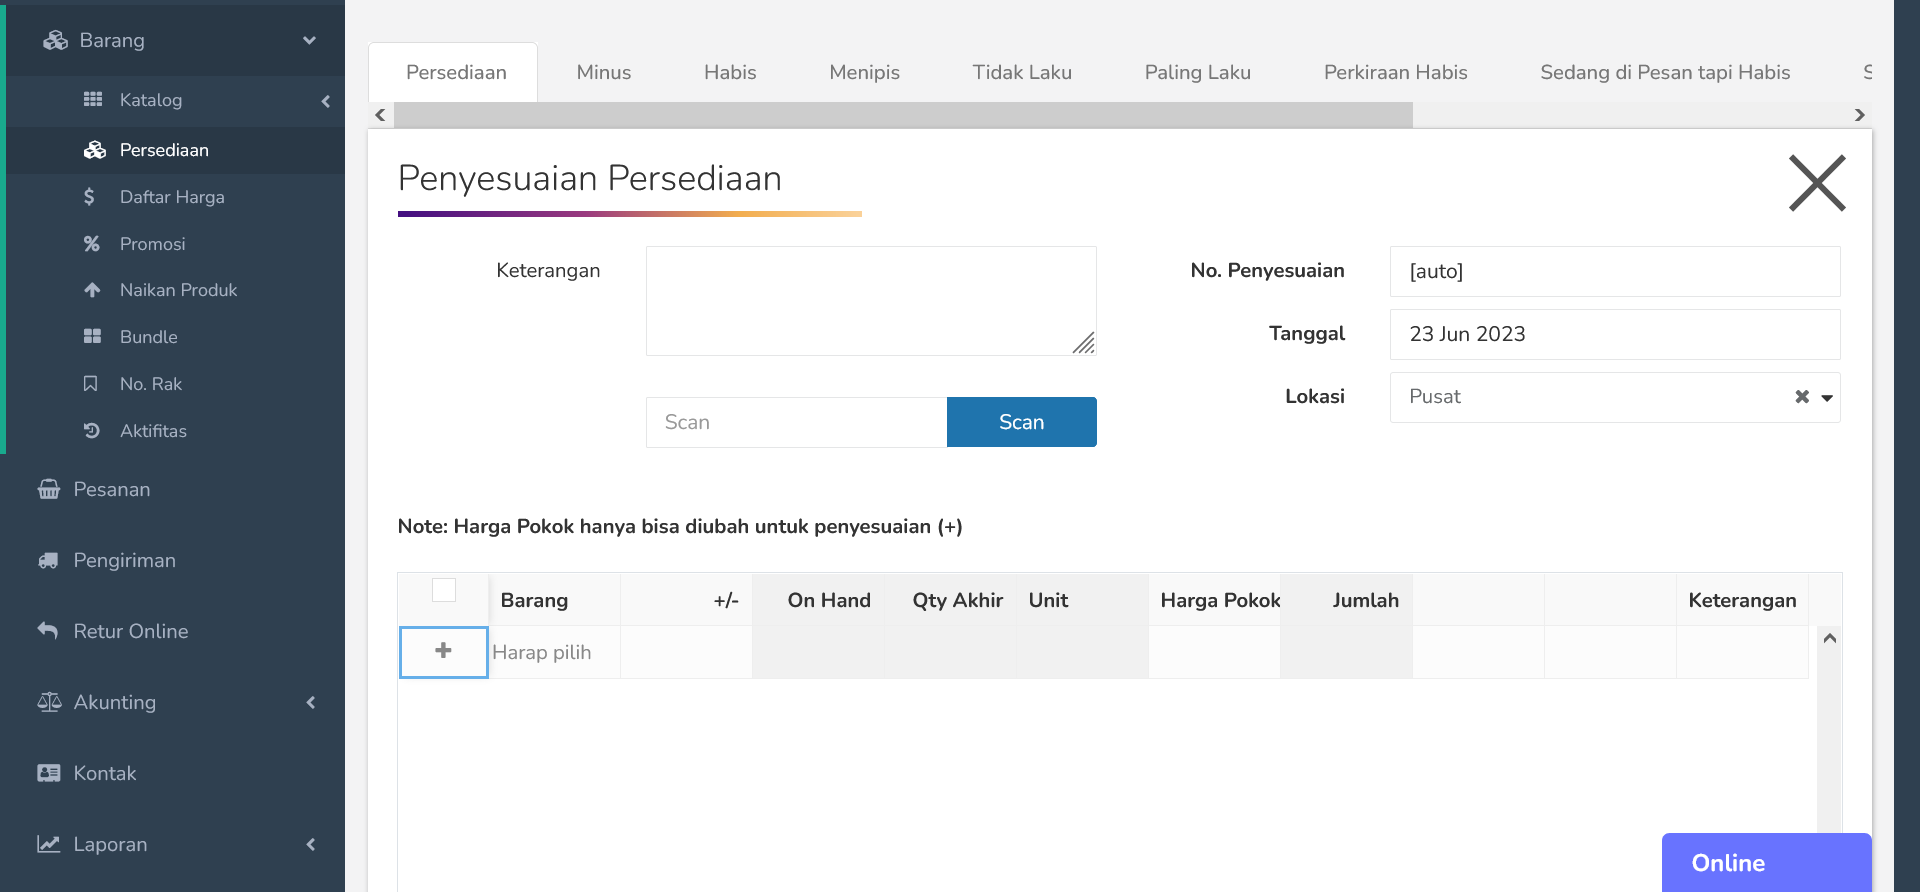 Barang
Katalog
Persediaan
Daftar Harga
Promosi
Naikan Produk
Bundle
No. Rak
Aktifitas
Pesanan
Pengiriman
Retur Online
Akunting
Kontak
Laporan
Persediaan Minus Habis Menipis Tidak Laku Paling Laku Perkiraan Habis Sedang di Pesan tapi Habis
Penyesuaian Persediaan
Keterangan
Scan Scan
No. Penyesuaian [auto]
Tanggal 23 Jun 2023
Lokasi Pusat
Note: Harga Pokok hanya bisa diubah untuk penyesuaian (+)
Barang +/- On Hand Qty Akhir Unit Harga Pokok Jumlah Keterangan
+ Harap pilih
Online